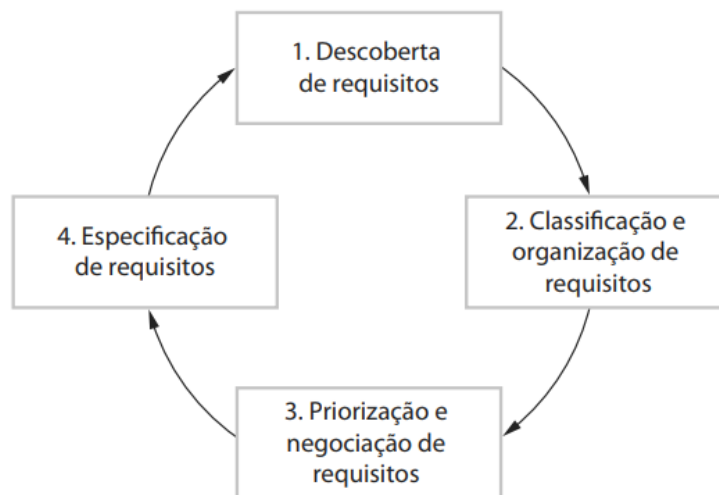 1. Descoberta
de requisitos
2. Classificação e
organização de
requisitos
3. Priorização e
negociação de
requisitos
4. Especificação
de requisitos